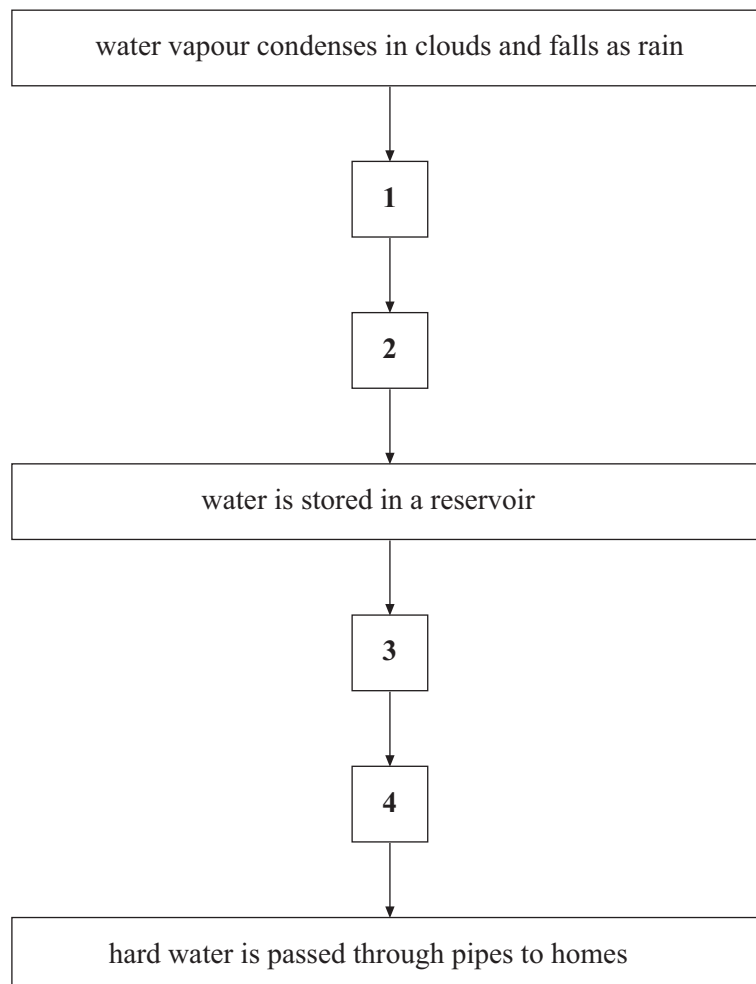 water vapour condenses in clouds and falls as rain
1
2
water is stored in a reservoir
3
4
hard water is passed through pipes to homes